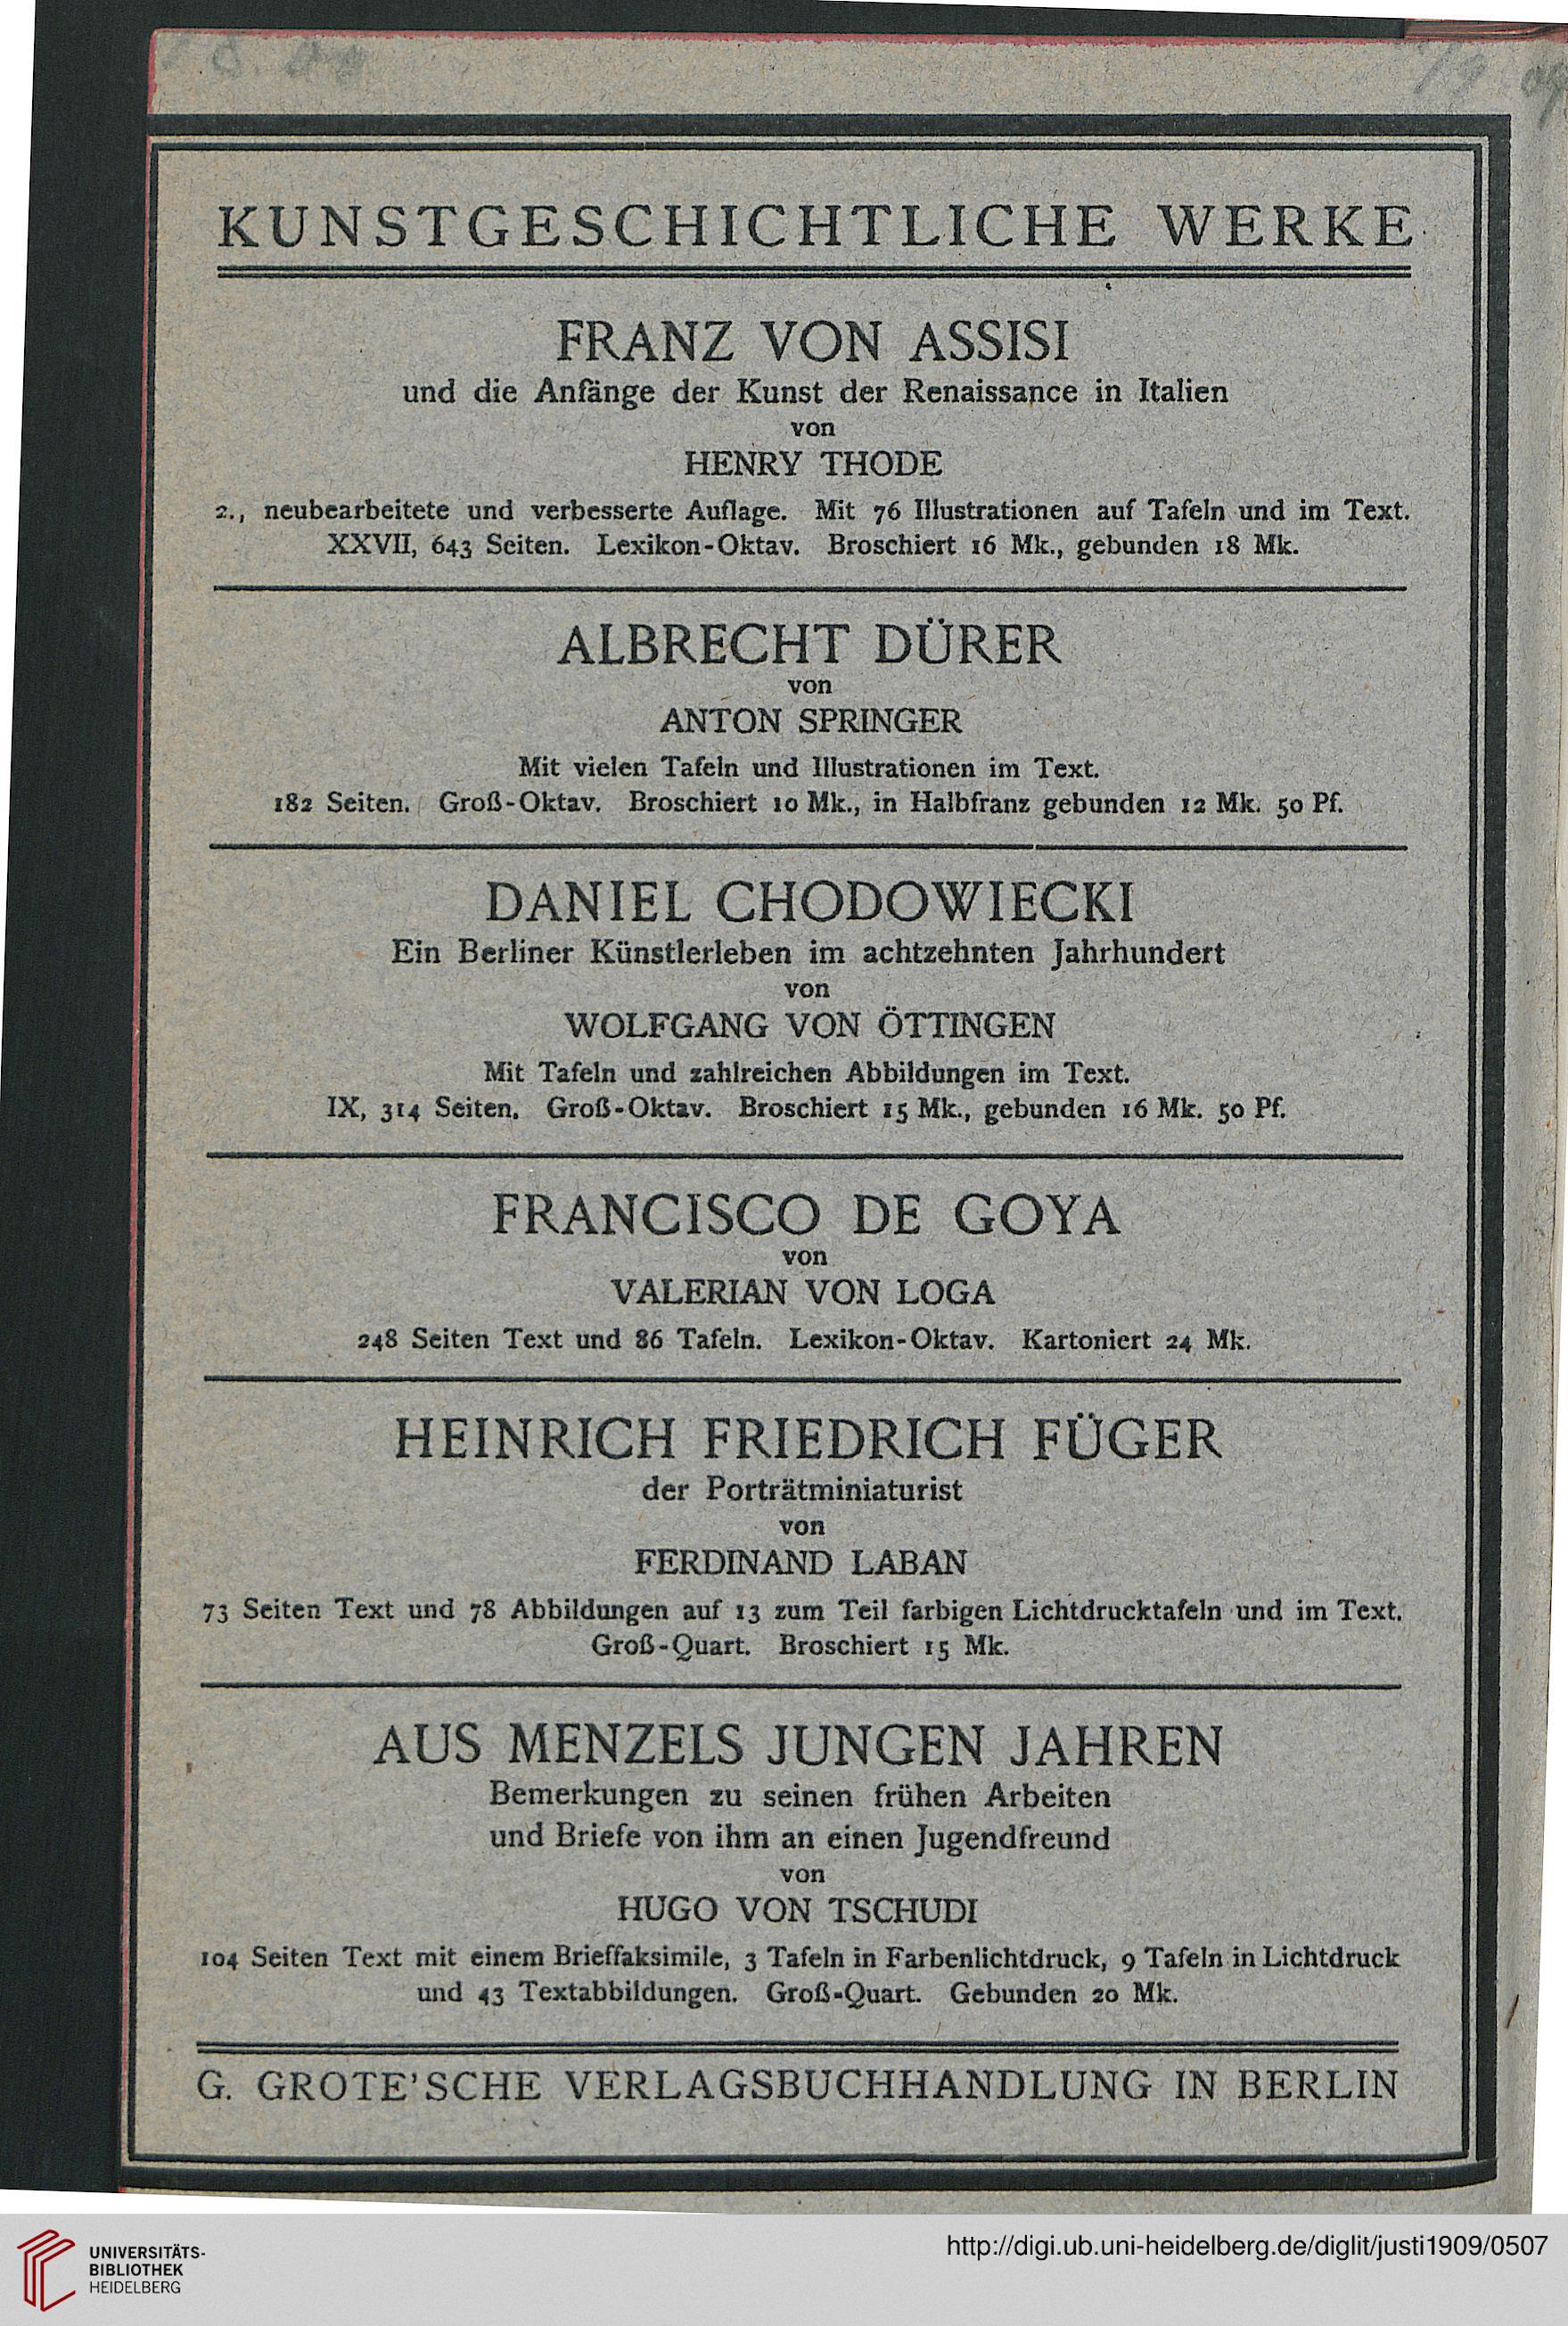 KUNSTGESCHICHTLICHE WERKE
FRANZ VON ASSISI
und die Anfänge der Kunst der Renaissance in Italien
von
HENRY THODE
2., neubearbeitete und verbesserte Auflage. Mit 76 Illustrationen auf Tafeln und im Text.
XXVII, 643 Seiten. Lexikon-Oktav. Broschiert 16 Mk., gebunden 18 Mk.
ALBRECHT DÜRER
von
ANTON SPRINGER
Mit vielen Tafeln und Illustrationen im Text.
182 Seiten. Groß-Oktav. Broschiert 10 Mk., in Halbfranz gebunden 12 Mk. 50 Pf.
DANIEL CHODOWIECKI
Ein Berliner Künstlerleben im achtzehnten Jahrhundert
von
WOLFGANG VON ÖTTINGEN
Mit Tafeln und zahlreichen Abbildungen im Text.
IX, 314 Seiten. Groß-Oktav. Broschiert 15 Mk., gebunden 16 Mk. 50 Pf.
FRANCISCO DE GOYA
von
VALERIAN VON LOGA
248 Seiten Text und 86 Tafeln. Lexikon-Oktav. Kartoniert 24 Mk.
HEINRICH FRIEDRICH FÜGER
der Porträtminiaturist
von
FERDINAND LABAN
73 Seiten Text und 78 Abbildungen auf 13 zum Teil farbigen Lichtdrucktafeln und im Text.
Groß-Quart. Broschiert 15 Mk.
AUS MENZELS JUNGEN JAHREN
Bemerkungen zu seinen frühen Arbeiten
und Briefe von ihm an einen Jugendfreund
von
HUGO VON TSCHUDI
104 Seiten Text mit einem Brieffaksimile, 3 Tafeln in Farbenlichtdruck, 9 Tafeln in Lichtdruck
und 43 Textabbildungen. Groß-Quart. Gebunden 20 Mk.
G. GROTE'SCHE VERLAGSBUCHHANDLUNG IN BERLIN
UNIVERSITÄTS-
BIBLIOTHEK
HEIDELBERG
http://digi.ub.uni-heidelberg.de/diglit/justi1909/0507